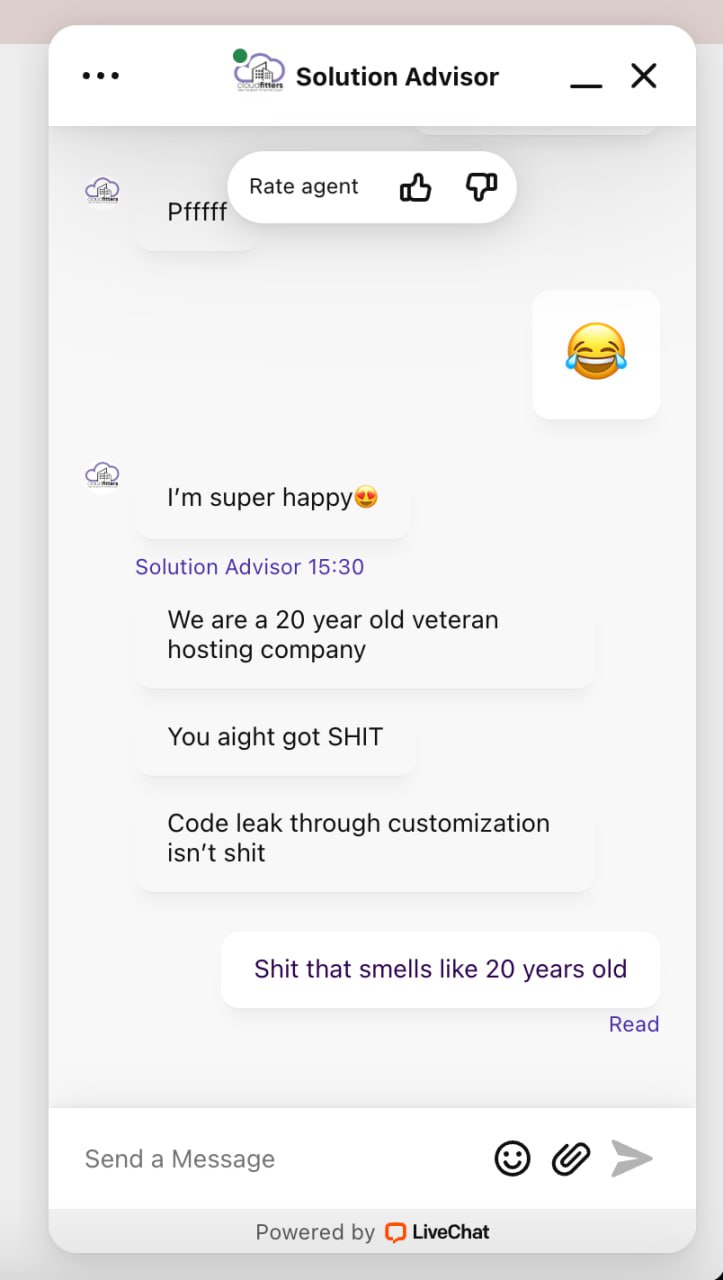 cloudfitters
Solution Advisor
Rate agent
Pfffff
I'm super happy😍
Solution Advisor 15:30
We are a 20 year old veteran
hosting company
You aight got SHIT
Code leak through customization
isn't shit
Shit that smells like 20 years old
Read
Send a Message
Powered by LiveChat